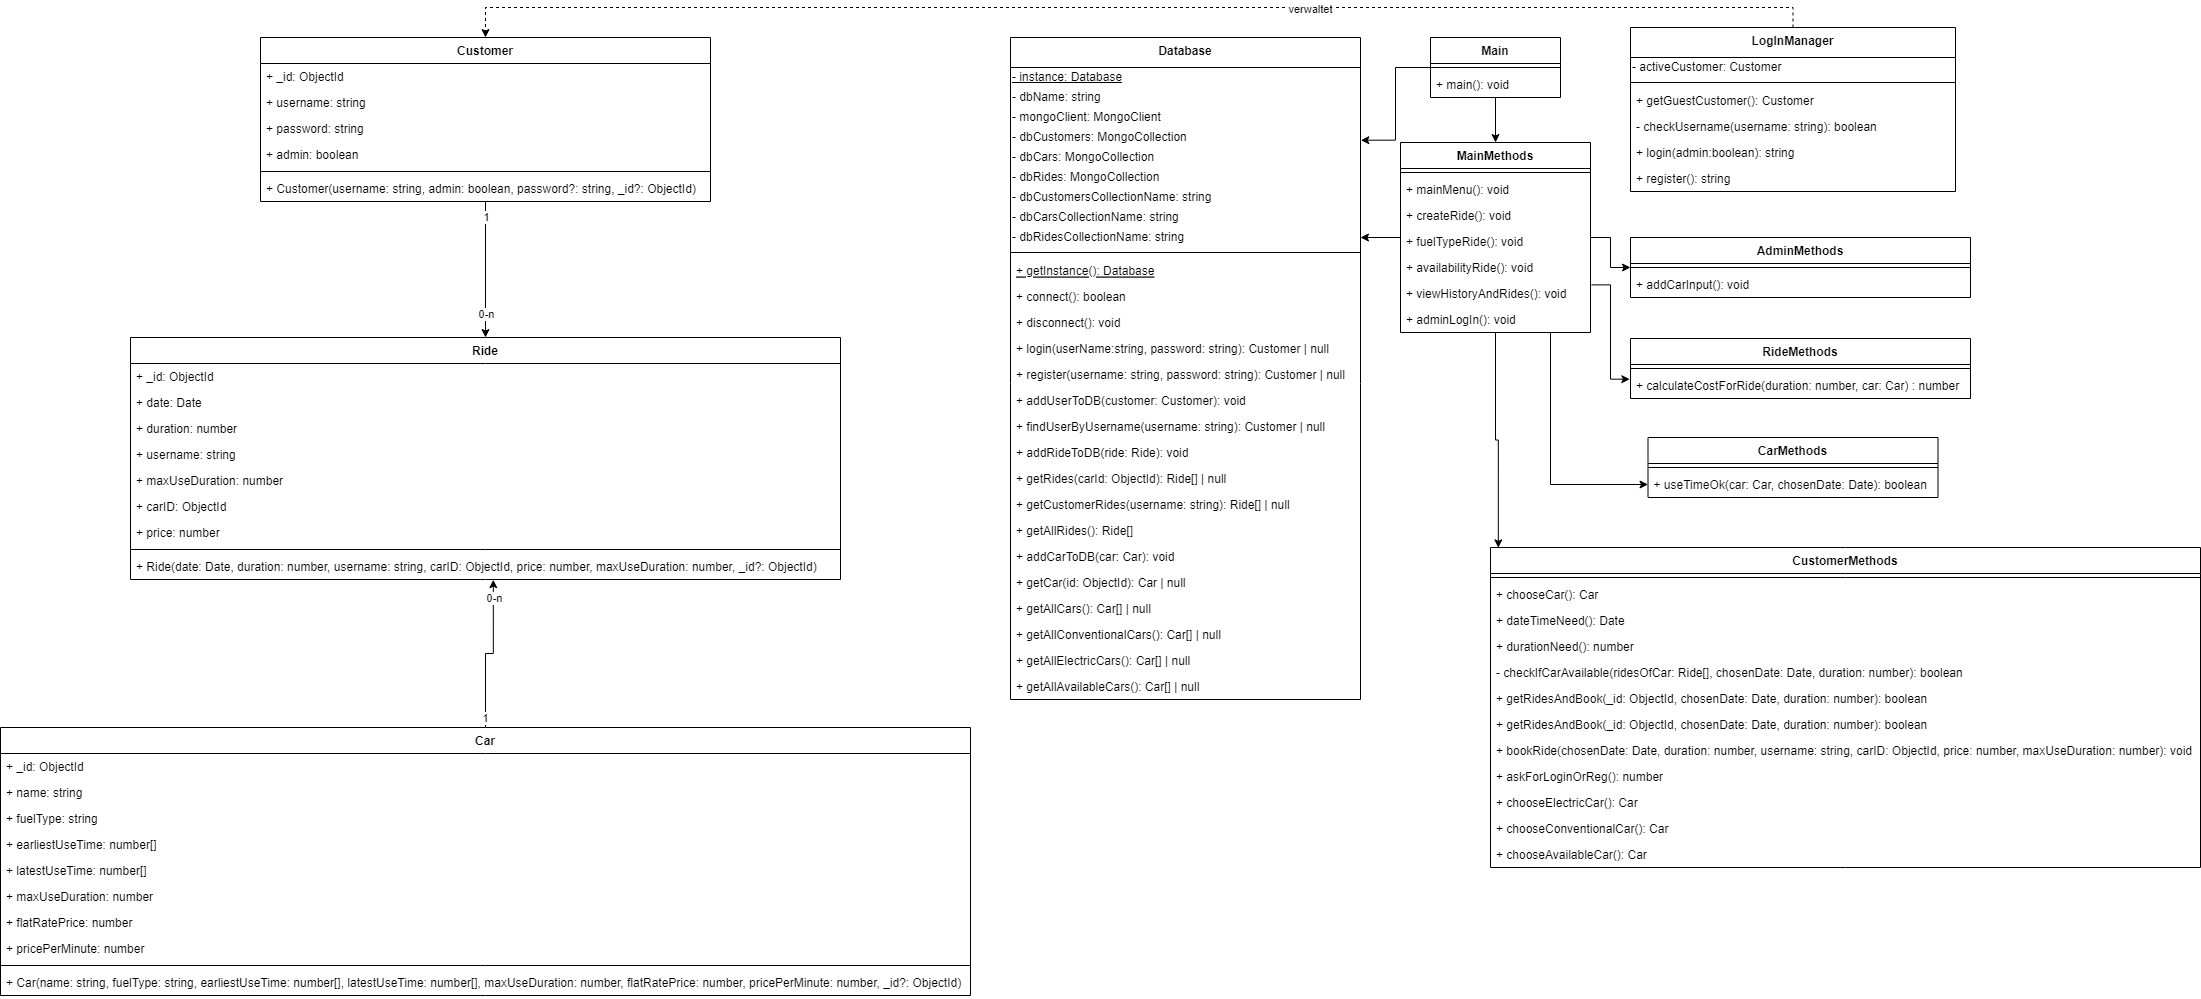 verwaltet
Customer
+ _id: ObjectId
+ username: string
+ password: string
+ admin: boolean
+ Customer(username: string, admin: boolean, password?: string, _id?: ObjectId)
1
0-n
Ride
+ _id: ObjectId
+ date: Date
+ duration: number
+ username: string
+ maxUseDuration: number
+ carID: ObjectId
+ price: number
+ Ride(date: Date, duration: number, username: string, carID: ObjectId, price: number, maxUseDuration: number, _id?: ObjectId)
0-n
1
Car
+ _id: ObjectId
+ name: string
+ fuelType: string
+ earliestUseTime: number[]
+ latestUseTime: number[]
+ maxUseDuration: number
+ flatRatePrice: number
+ pricePerMinute: number
+ Car(name: string, fuelType: string, earliestUseTime: number[], latestUseTime: number[], maxUseDuration: number, flatRatePrice: number, pricePerMinute: number, _id?: ObjectId)
Database
- instance: Database
- dbName: string
- mongoClient: MongoClient
- dbCustomers: MongoCollection
- dbCars: MongoCollection
- dbRides: MongoCollection
- dbCustomersCollectionName: string
- dbCarsCollectionName: string
- dbRidesCollectionName: string
+ getInstance(): Database
+ connect(): boolean
+ disconnect(): void
+ login(userName:string, password: string): Customer | null
+ register(username: string, password: string): Customer | null
+ addUserToDB(customer: Customer): void
+ findUserByUsername(username: string): Customer | null
+ addRideToDB(ride: Ride): void
+ getRides(carId: ObjectId): Ride[] | null
+ getCustomerRides(username: string): Ride[] | null
+ getAllRides(): Ride[]
+ addCarToDB(car: Car): void
+ getCar(id: ObjectId): Car | null
+ getAllCars(): Car[] | null
+ getAllConventionalCars(): Car[] | null
+ getAllElectricCars(): Car[] | null
+ getAllAvailableCars(): Car[] | null
Main
+ main(): void
MainMethods
+ mainMenu(): void
+ createRide(): void
+ fuelTypeRide(): void
+ availabilityRide(): void
+ viewHistoryAndRides(): void
+ adminLogIn(): void
LogInManager
- activeCustomer: Customer
+ getGuestCustomer(): Customer
- checkUsername(username: string): boolean
+ login(admin:boolean): string
+ register(): string
AdminMethods
+ addCarInput(): void
RideMethods
+ calculateCostForRide(duration: number, car: Car) : number
CarMethods
+ useTimeOk(car: Car, chosenDate: Date): boolean
CustomerMethods
+ chooseCar(): Car
+ dateTimeNeed(): Date
+ durationNeed(): number
- checkIfCarAvailable(ridesOfCar: Ride[], chosenDate: Date, duration: number): boolean
+ getRidesAndBook(_id: ObjectId, chosenDate: Date, duration: number): boolean
+ getRidesAndBook(_id: ObjectId, chosenDate: Date, duration: number): boolean
+ bookRide(chosenDate: Date, duration: number, username: string, carID: ObjectId, price: number, maxUseDuration: number): void
+ askForLoginOrReg(): number
+ chooseElectricCar(): Car
+ chooseConventionalCar(): Car
+ chooseAvailableCar(): Car